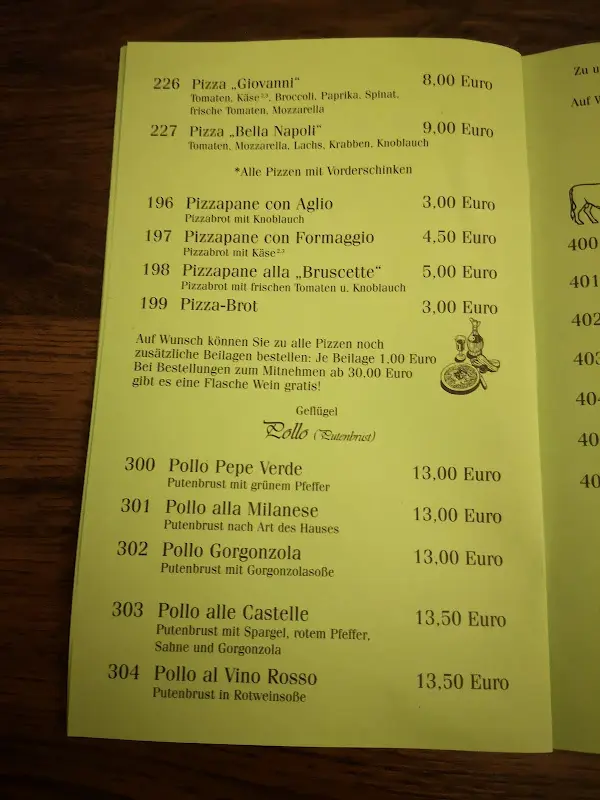 226 Pizza „Giovanni" 8,00 Euro
Tomaten, Käse²,³, Broccoli, Paprika, Spinat,
frische Tomaten, Mozzarella
227 Pizza „Bella Napoli" 9,00 Euro
Tomaten, Mozzarella, Lachs, Krabben, Knoblauch
*Alle Pizzen mit Vorderschinken
196 Pizzapane con Aglio 3,00 Euro
Pizzabrot mit Knoblauch
197 Pizzapane con Formaggio 4,50 Euro
Pizzabrot mit Käse²,³
198 Pizzapane alla „Bruscette" 5,00 Euro
Pizzabrot mit frischen Tomaten u. Knoblauch
199 Pizza-Brot 3,00 Euro
Auf Wunsch können Sie zu alle Pizzen noch
zusätzliche Beilagen bestellen: Je Beilage 1,00 Euro
Bei Bestellungen zum Mitnehmen ab 30,00 Euro
gibt es eine Flasche Wein gratis!
Geflügel
Pollo (Putenbrust)
300 Pollo Pepe Verde 13,00 Euro
Putenbrust mit grünem Pfeffer
301 Pollo alla Milanese 13,00 Euro
Putenbrust nach Art des Hauses
302 Pollo Gorgonzola 13,00 Euro
Putenbrust mit Gorgonzolasoße
303 Pollo alle Castelle 13,50 Euro
Putenbrust mit Spargel, rotem Pfeffer,
Sahne und Gorgonzola
304 Pollo al Vino Rosso 13,50 Euro
Putenbrust in Rotweinsoße
Zu u
Auf W
400
401
402
403
40
40
40